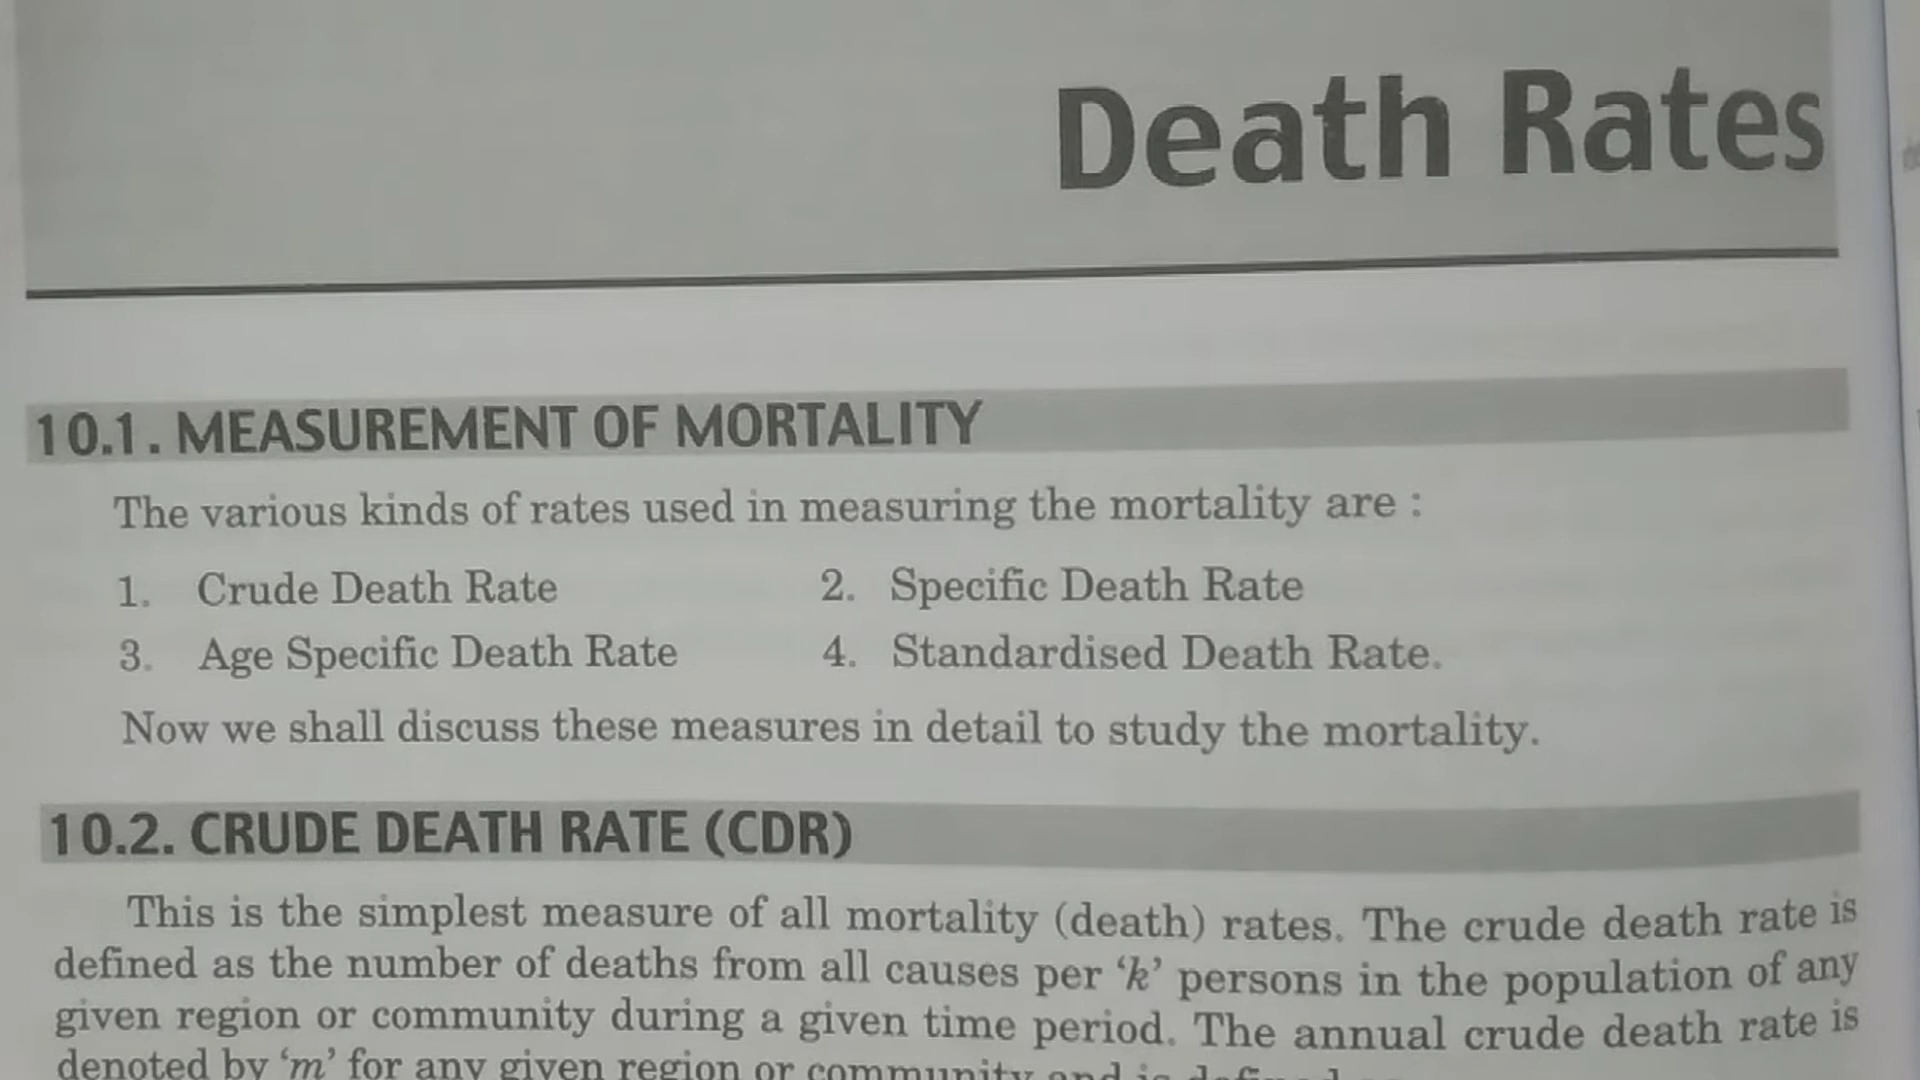 Death Rates
10.1. MEASUREMENT OF MORTALITY
The various kinds of rates used in measuring the mortality are :
1. Crude Death Rate 2. Specific Death Rate
3. Age Specific Death Rate 4. Standardised Death Rate.
Now we shall discuss these measures in detail to study the mortality.
10.2. CRUDE DEATH RATE (CDR)
This is the simplest measure of all mortality (death) rates. The crude death rate is
defined as the number of deaths from all causes per ‘k’ persons in the population of any
given region or community during a given time period. The annual crude death rate is
denoted by ‘m’ for any given region or community and is defined